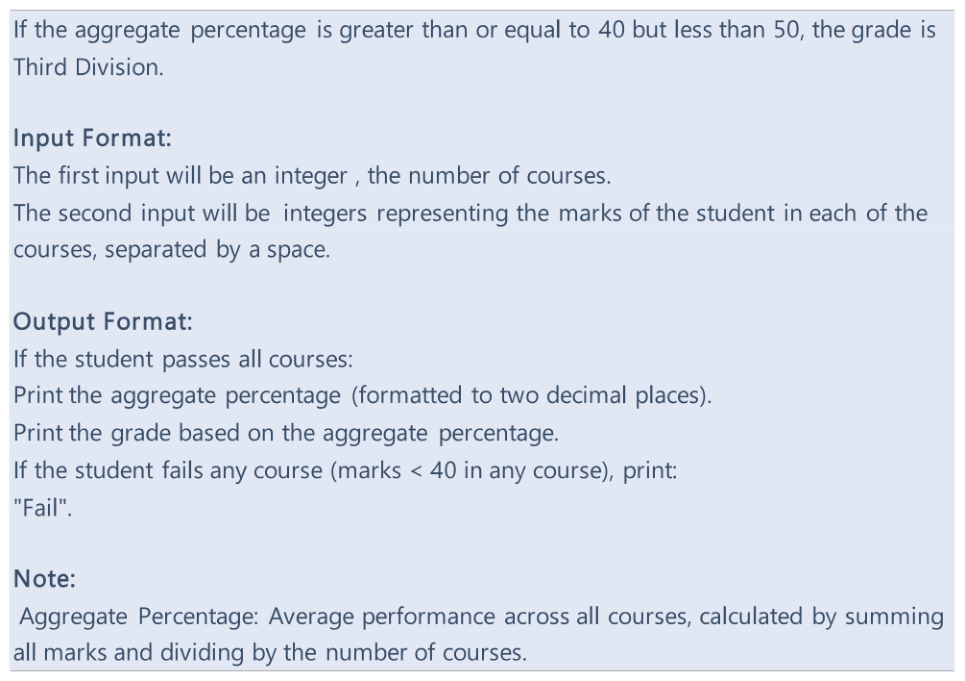 If the aggregate percentage is greater than or equal to 40 but less than 50, the grade is
Third Division.
Input Format:
The first input will be an integer , the number of courses.
The second input will be integers representing the marks of the student in each of the
courses, separated by a space.
Output Format:
If the student passes all courses:
Print the aggregate percentage (formatted to two decimal places).
Print the grade based on the aggregate percentage.
If the student fails any course (marks < 40 in any course), print:
"Fail".
Note:
Aggregate Percentage: Average performance across all courses, calculated by summing
all marks and dividing by the number of courses.